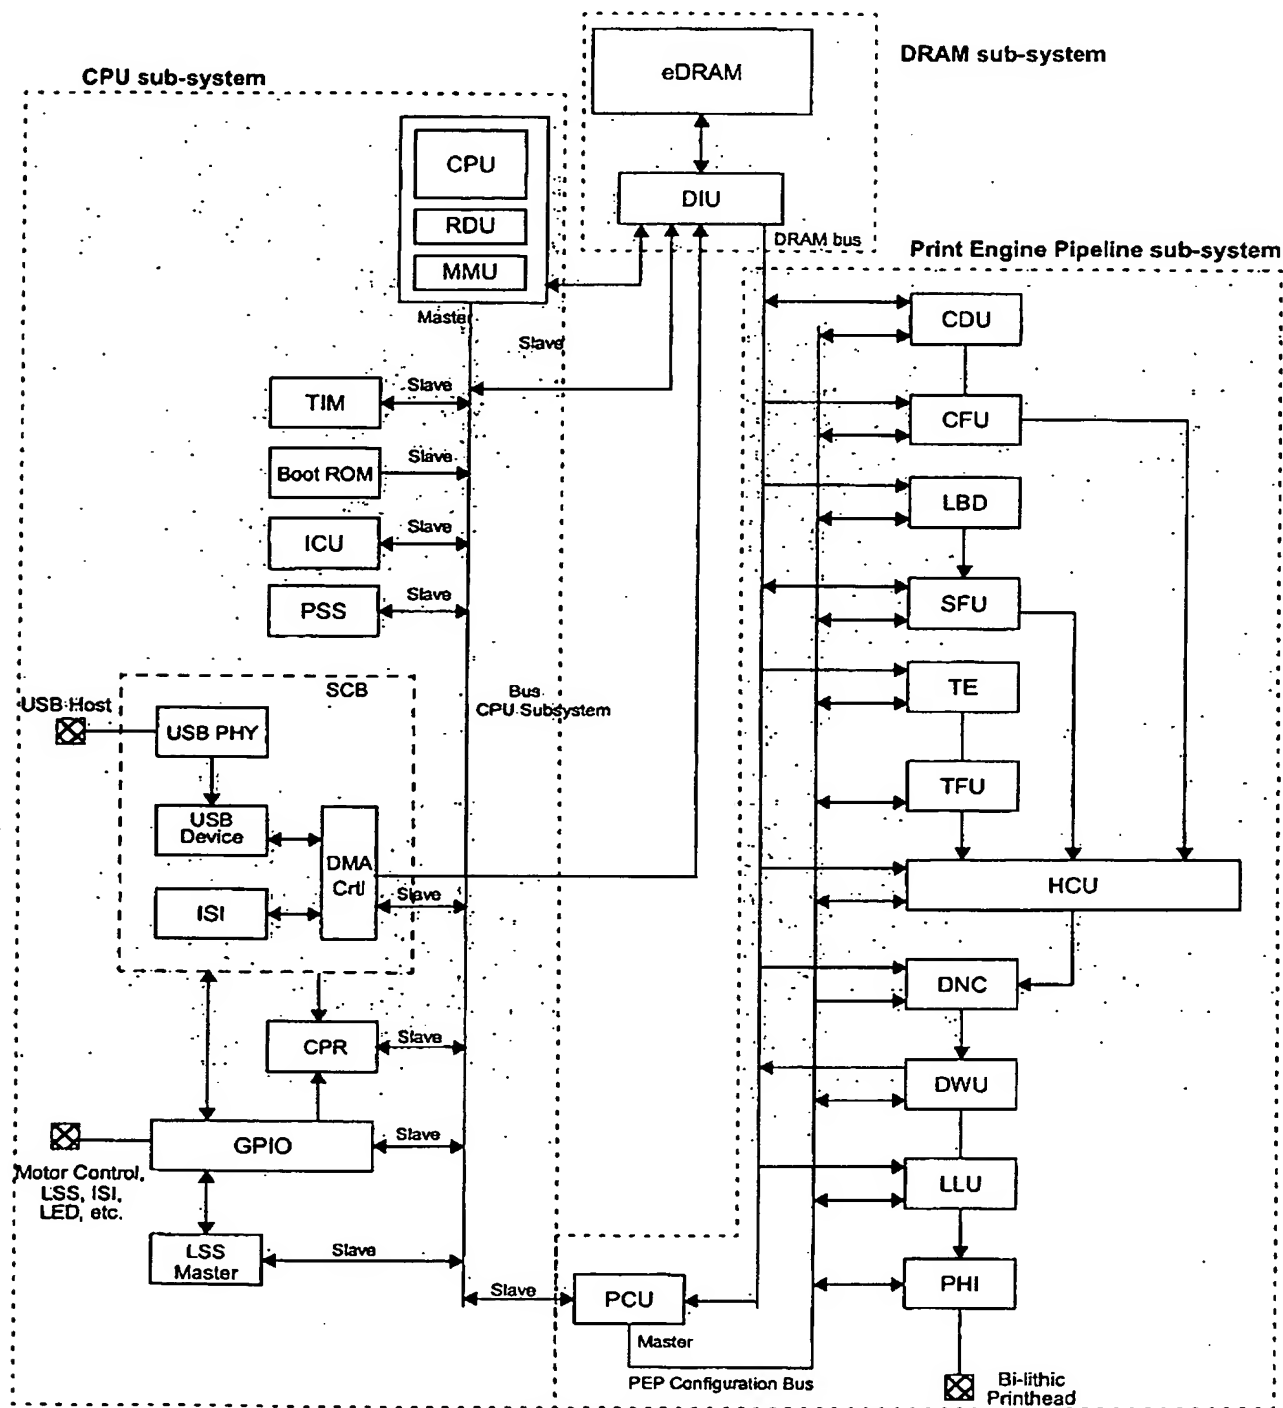 DRAM sub-system
CPU sub-system
eDRAM
CPU
DIU
RDU
DRAM bus
MMU
Print Engine Pipeline sub-system
Master
CDU
Slave
Slave
TIM
CFU
Slave
Boot ROM
LBD
Slave
ICU
Slave
PSS
SFU
SCB
TE
Bus
CPU Subsystem
USB Host
USB PHY
TFU
USB
Device
DMA
Crtl
HCU
Slave
ISI
DNC
CPR
Slave
DWU
GPIO
Slave
Motor Control,
LSS, ISI,
LED, etc.
LLU
LSS
Master
Slave
PHI
Slave
PCU
Master
PEP Configuration Bus
Bi-lithic
Printhead